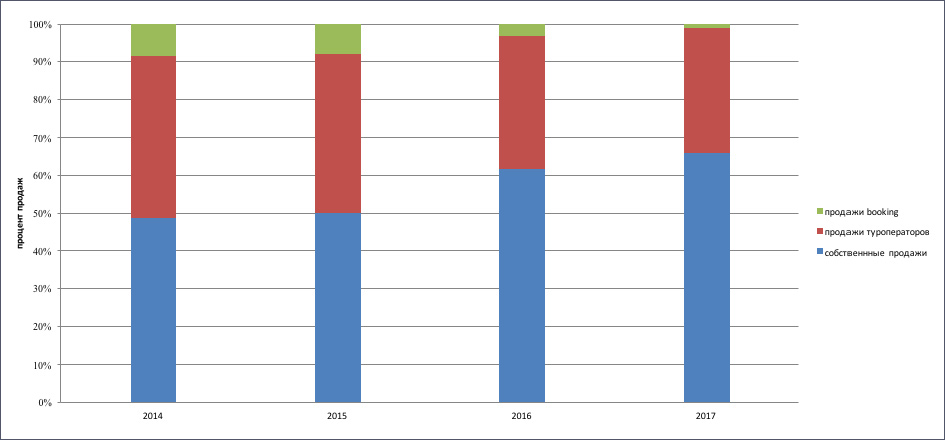 100%
90%
80%
70%
60%
50%
40%
30%
20%
10%
0%
процент продаж
2014 2015 2016 2017
продажи booking
продажи туроператоров
собственнные продажи